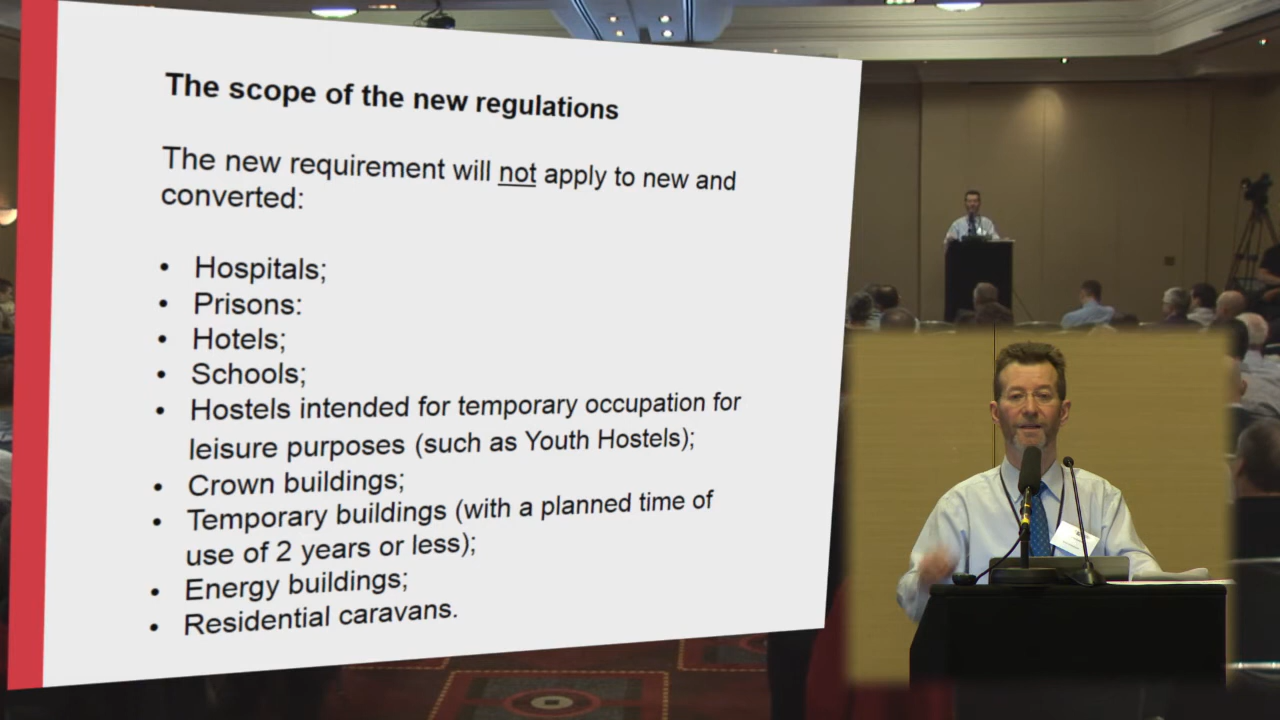 The scope of the new regulations
The new requirement will not apply to new and
converted:
• Hospitals;
• Prisons:
• Hotels;
• Schools;
• Hostels intended for temporary occupation for
leisure purposes (such as Youth Hostels);
• Crown buildings;
• Temporary buildings (with a planned time of
use of 2 years or less);
• Energy buildings;
• Residential caravans.